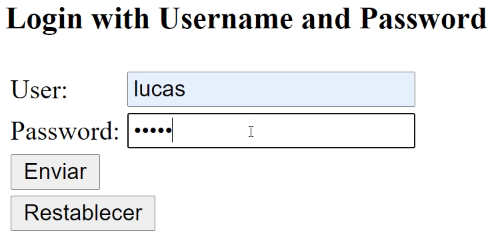 Login with Username and Password
User: lucas
Password: •••••
Enviar
Restablecer